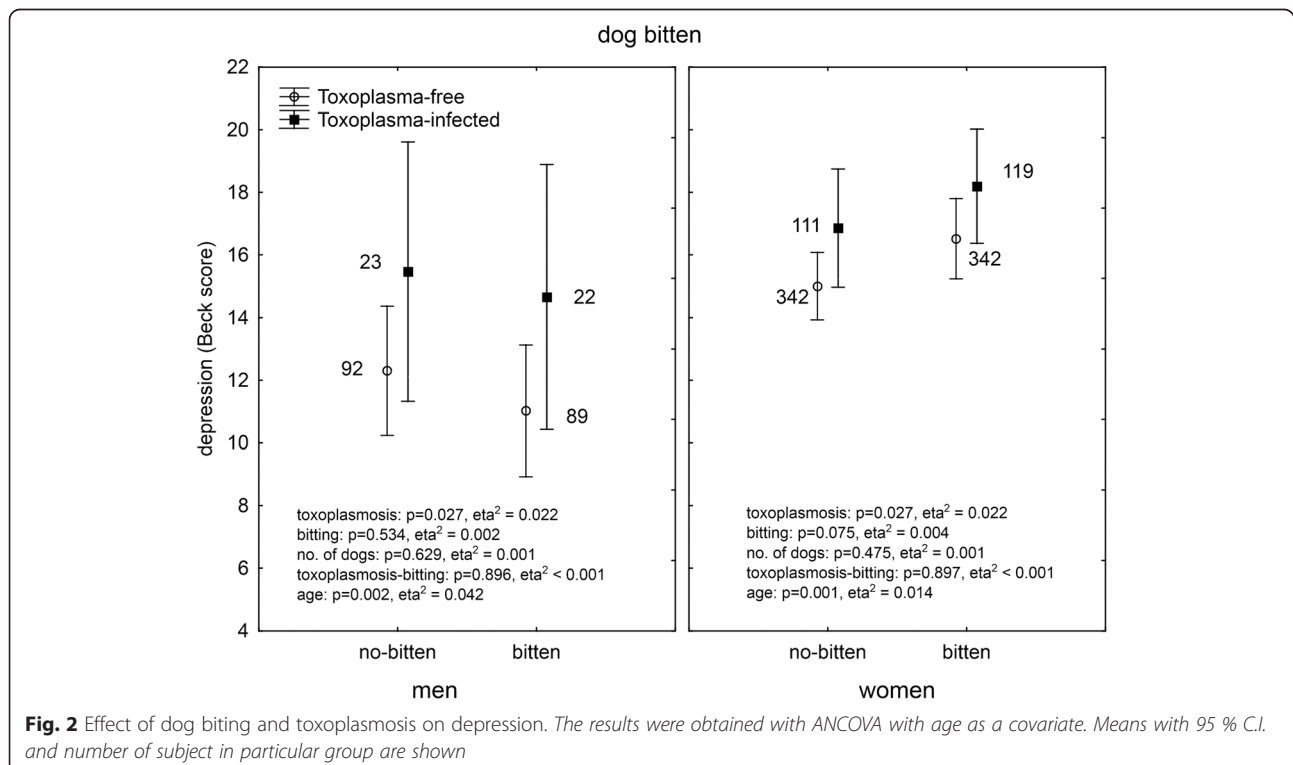 dog bitten
22
20
18
16
14
12
10
8
6
4
depression (Beck score)
Toxoplasma-free
Toxoplasma-infected
23
92
22
89
toxoplasmosis: p=0.027, eta² = 0.022
bitting: p=0.534, eta² = 0.002
no. of dogs: p=0.629, eta² = 0.001
toxoplasmosis-bitting: p=0.896, eta² < 0.001
age: p=0.002, eta² = 0.042
no-bitten bitten
men
111
342
119
342
toxoplasmosis: p=0.027, eta² = 0.022
bitting: p=0.075, eta² = 0.004
no. of dogs: p=0.475, eta² = 0.001
toxoplasmosis-bitting: p=0.897, eta² < 0.001
age: p=0.001, eta² = 0.014
no-bitten bitten
women
Fig. 2 Effect of dog biting and toxoplasmosis on depression. The results were obtained with ANCOVA with age as a covariate. Means with 95 % C.I.
and number of subject in particular group are shown